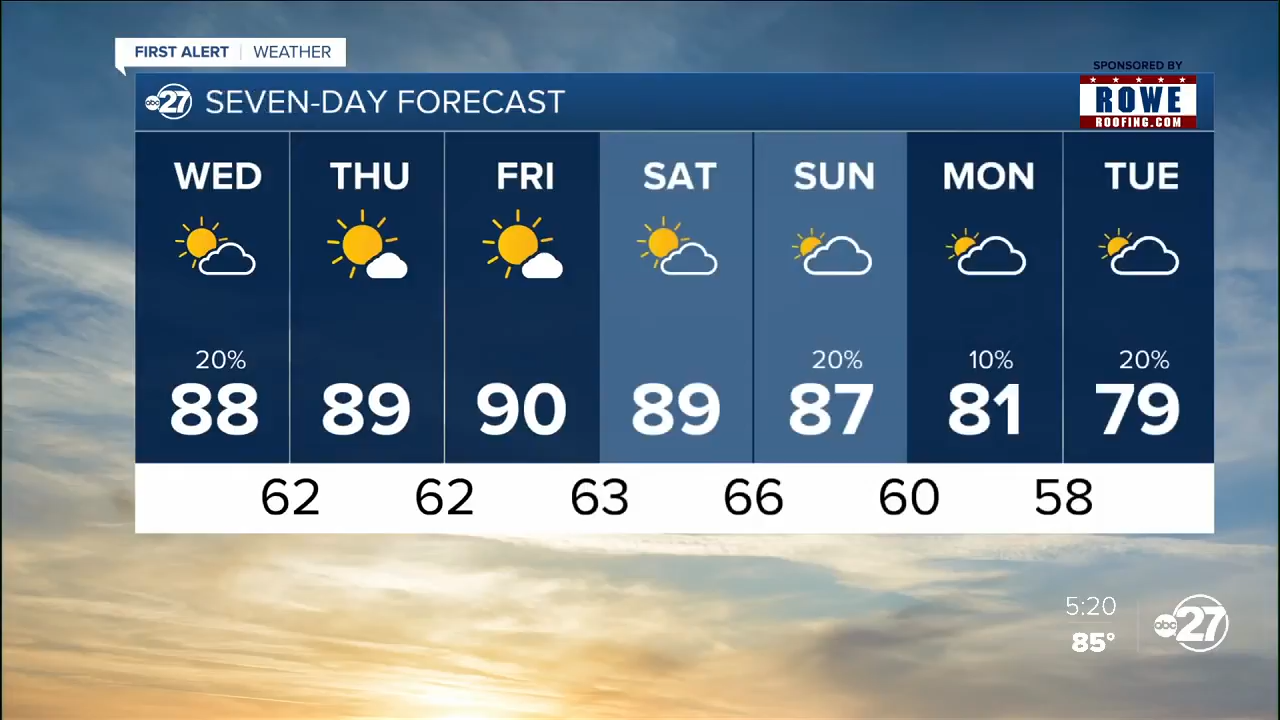 FIRST ALERT | WEATHER
SPONSORED BY
abc 27 SEVEN-DAY FORECAST
ROWE
ROOFING.COM
WED THU FRI SAT SUN MON TUE
20% 20% 10% 20%
88 89 90 89 87 81 79
62 62 63 66 60 58
5:20
85°
abc 27